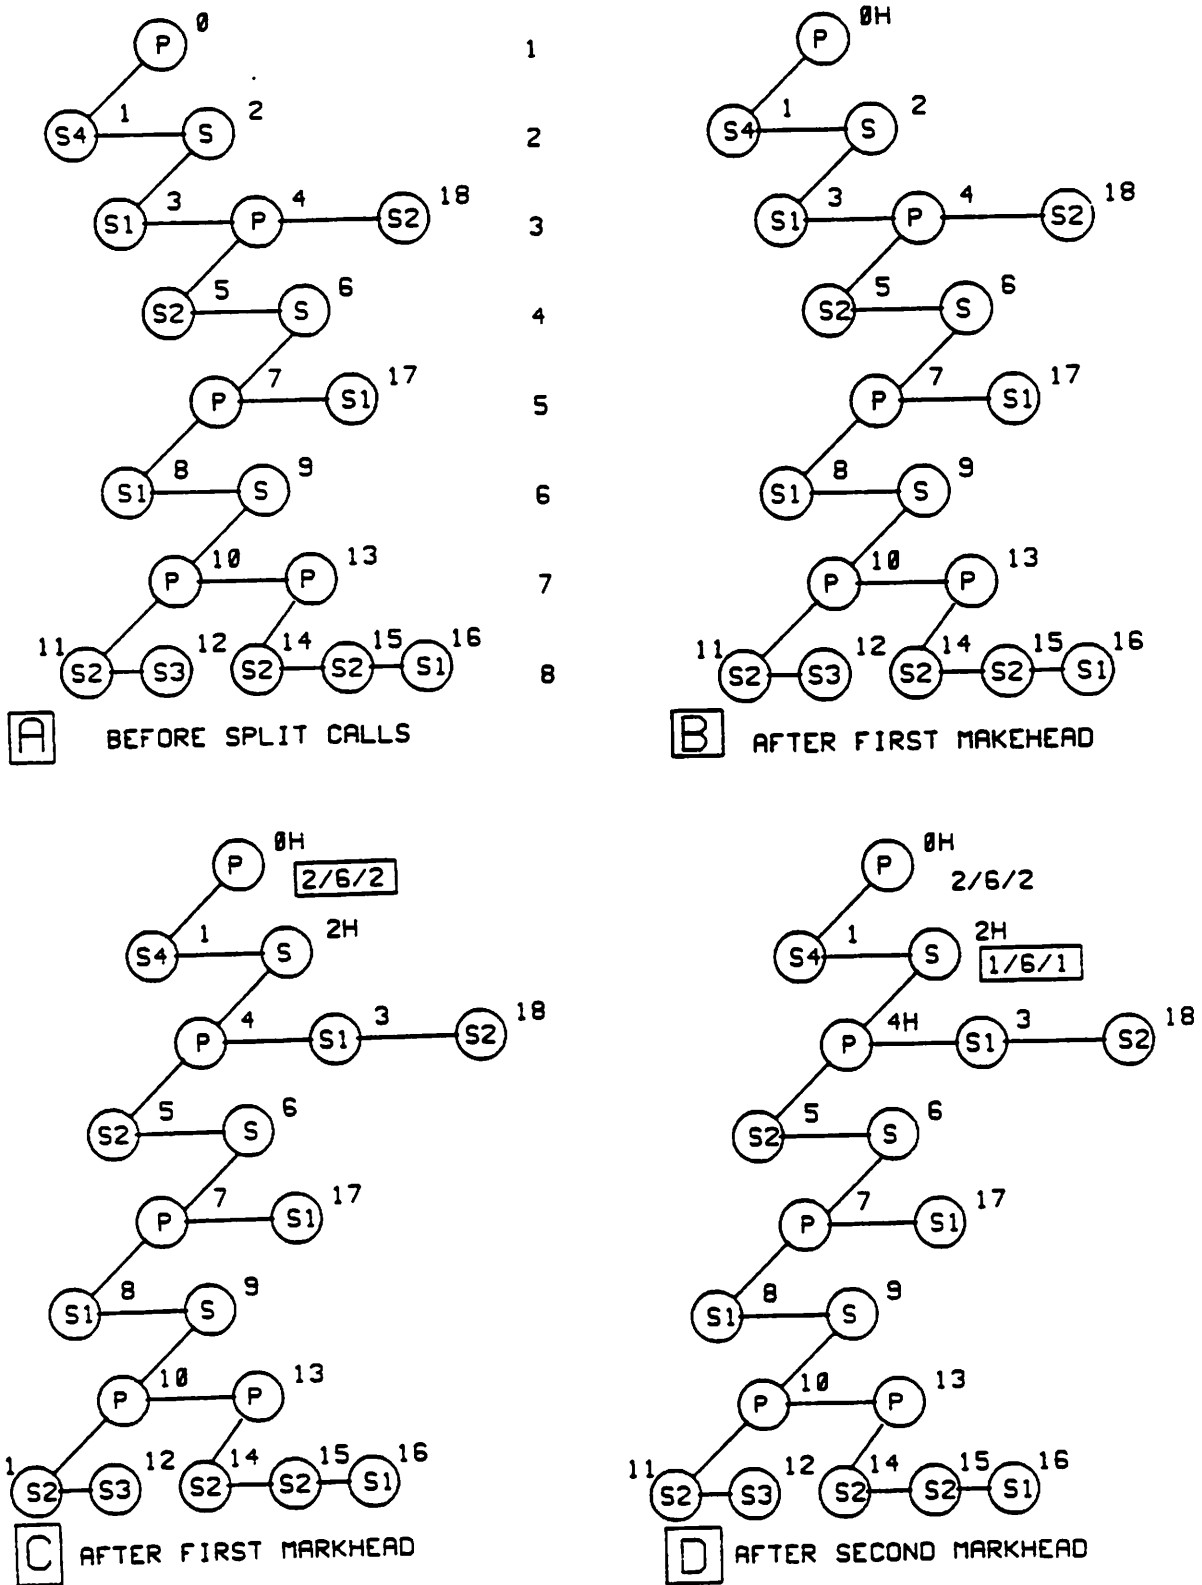 0 0H
P 1 P
1 2 1 2
S4 S 2 S4 S
3 4 18 3 4 18
S1 P S2 3 S1 P S2
5 6 5 6
S2 S 4 S2 S
7 17 7 17
P S1 5 P S1
8 9 8 9
S1 S 6 S1 S
10 13 10 13
P P 7 P P
11 12 14 15 16 11 12 14 15 16
S2 S3 S2 S2 S1 8 S2 S3 S2 S2 S1
A BEFORE SPLIT CALLS B AFTER FIRST MAKEHEAD
0H 0H
P 2/6/2 P 2/6/2
1 2H 1 2H
S4 S S4 S 1/6/1
4 3 18 4H 3 18
P S1 S2 P S1 S2
5 6 5 6
S2 S S2 S
7 17 7 17
P S1 P S1
8 9 8 9
S1 S S1 S
10 13 10 13
P P P P
1 12 14 15 16 11 12 14 15 16
S2 S3 S2 S2 S1 S2 S3 S2 S2 S1
C AFTER FIRST MARKHEAD D AFTER SECOND MARKHEAD